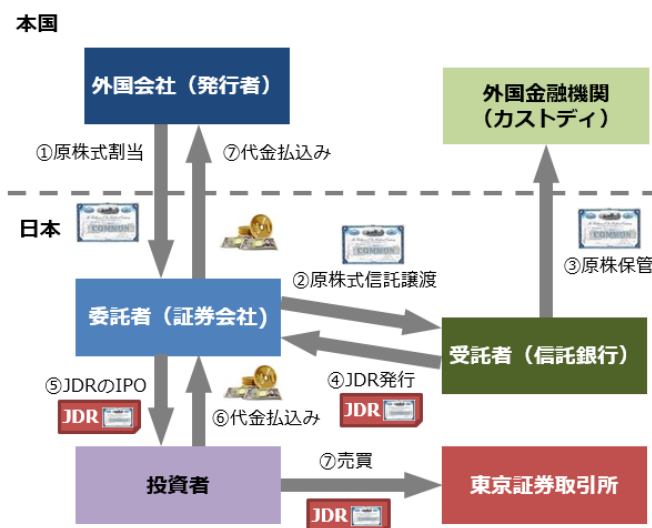 本国
外国会社（発行者）
外国金融機関
（カストディ）
①原株式割当
⑦代金払込み
日本
COMMON
COMMON
COMMON
②原株式信託譲渡
③原株保管
委託者（証券会社)
受託者（信託銀行）
④JDR発行
JDR
⑤JDRのIPO
JDR
⑥代金払込み
投資者
⑦売買
JDR
東京証券取引所